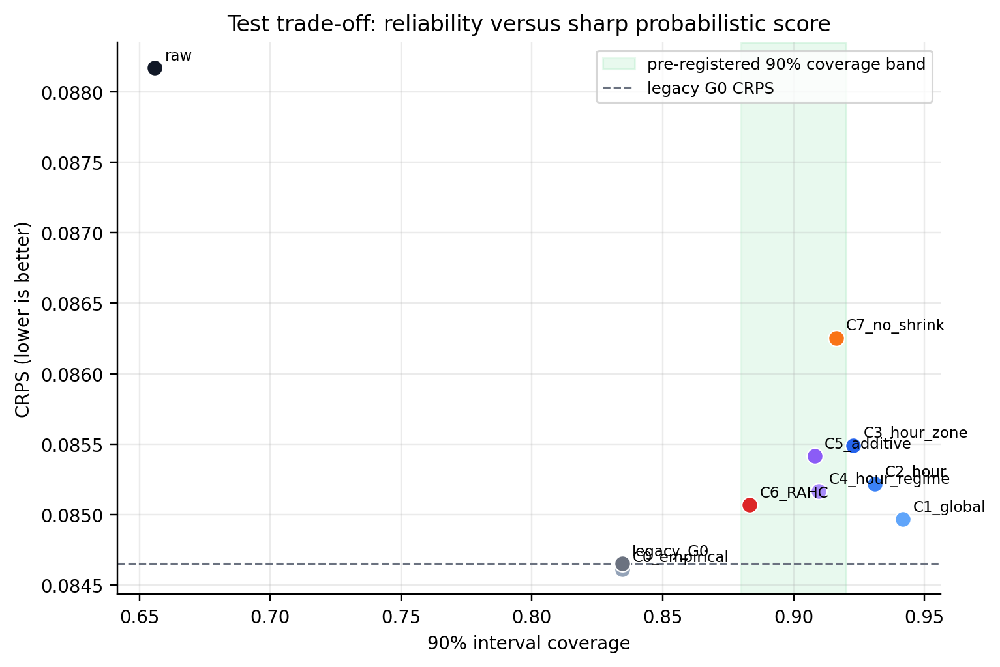 Test trade-off: reliability versus sharp probabilistic score
raw
pre-registered 90% coverage band
legacy G0 CRPS
0.0880
0.0875
0.0870
0.0865
0.0860
0.0855
0.0850
0.0845
CRPS (lower is better)
C7_no_shrink
C3_hour_zone
C5_additive
C2_hour
C4_hour_regime
C6_RAHC
C1_global
legacy_G0
C0_empirical
0.65
0.70
0.75
0.80
0.85
0.90
0.95
90% interval coverage